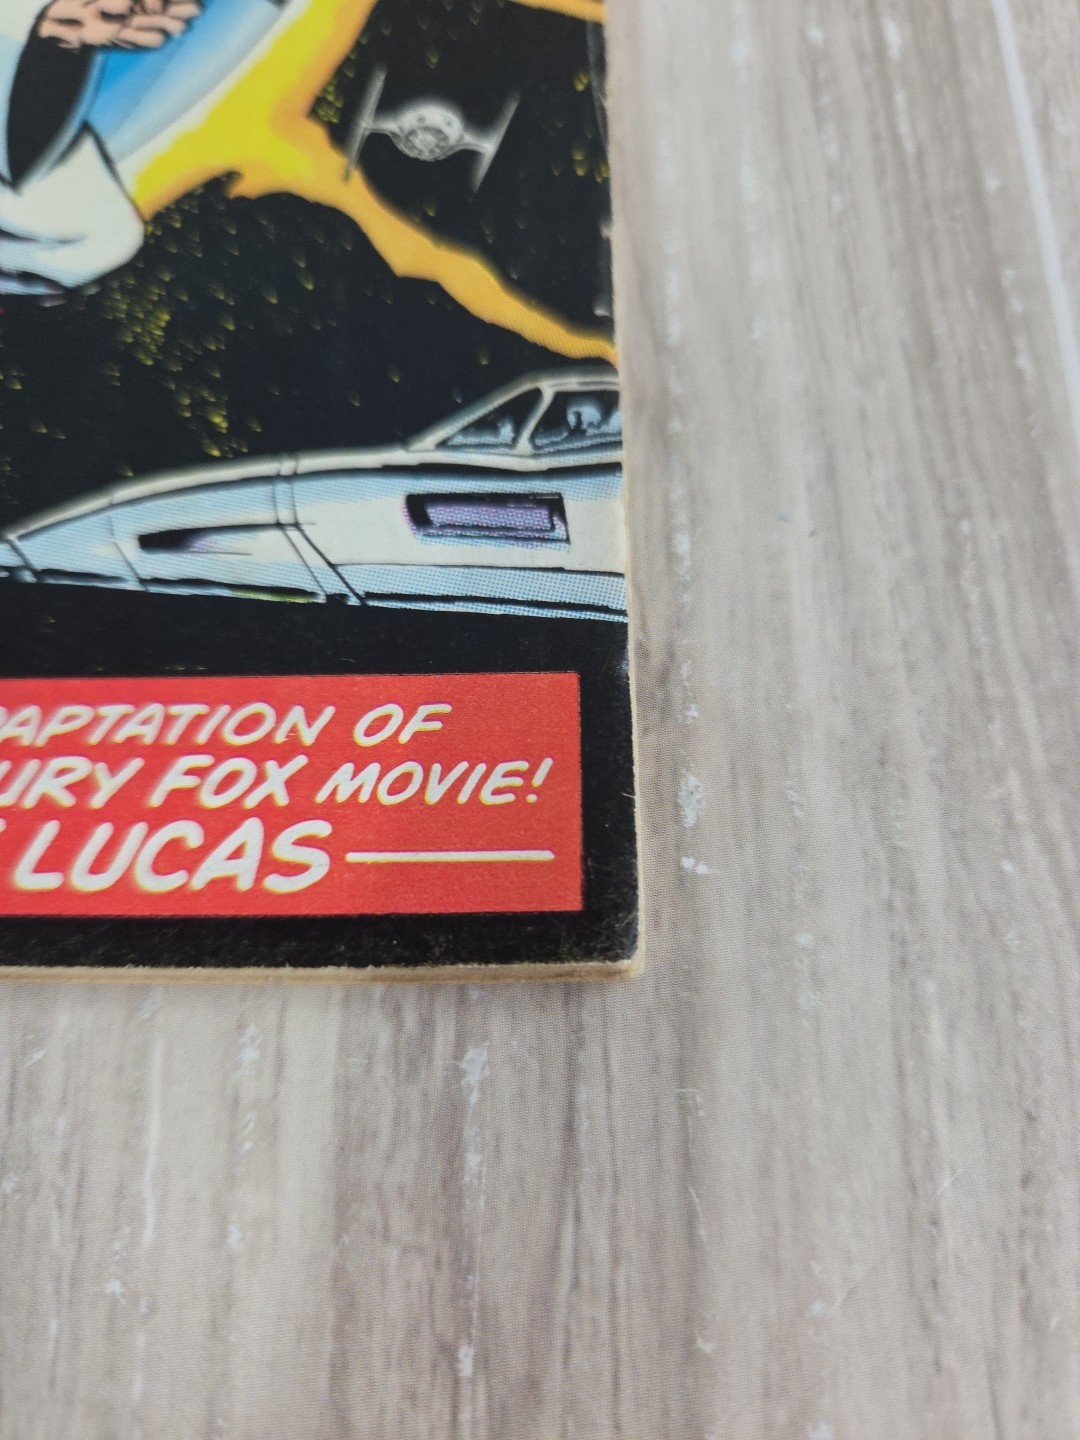 DAPTATION OF
URY FOX MOVIE!
LUCAS